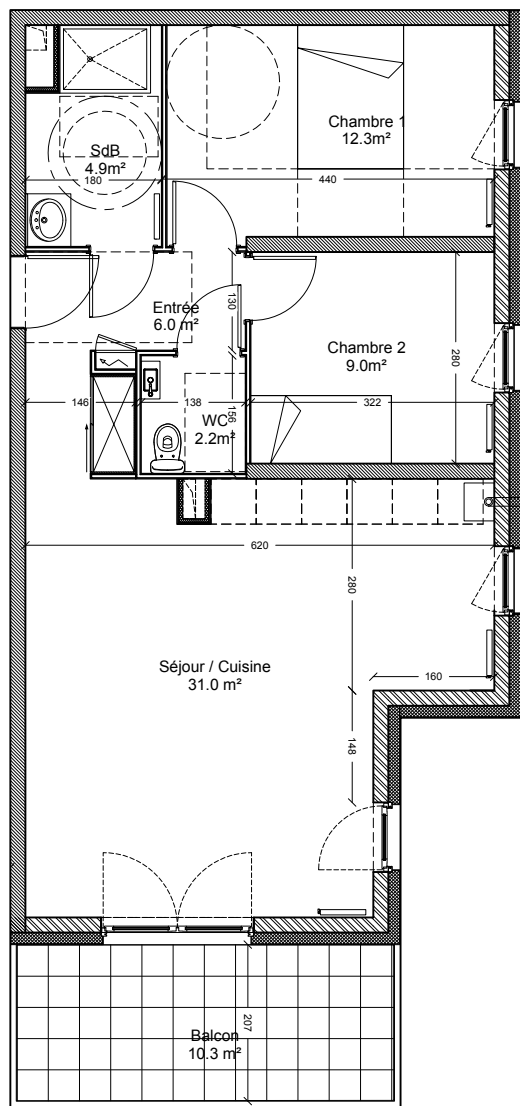 Chambre 1
12.3m²
SdB
4.9m²
180
440
Entrée
6.0 m²
130
Chambre 2
9.0m²
280
146
138
322
WC
2.2m²
156
620
280
Séjour / Cuisine
31.0 m²
160
148
Balcon
10.3 m²
207